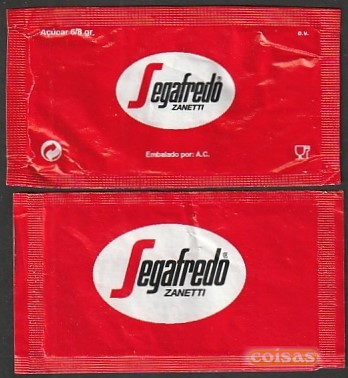 Açúcar 6/8 gr.
e.v.
Segafredo®
ZANETTI
Embalado por: A.C.
Segafredo®
ZANETTI
coisas